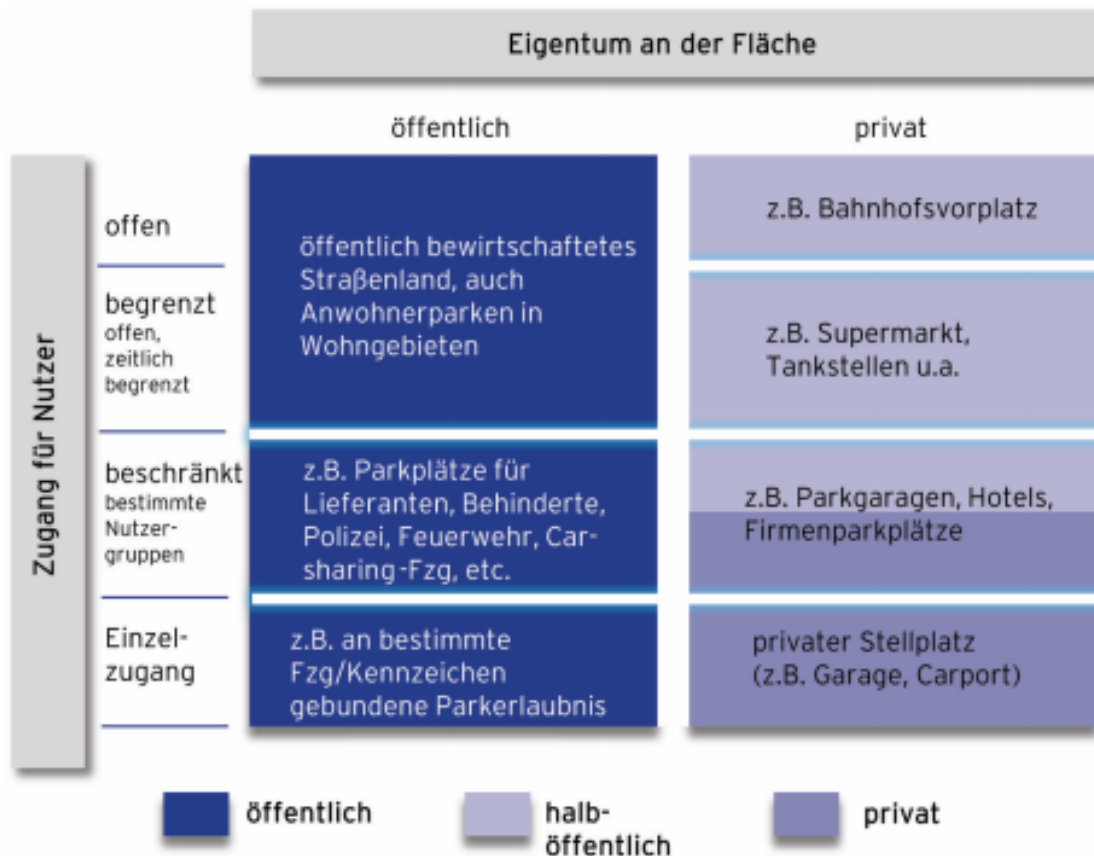 Eigentum an der Fläche
öffentlich
privat
Zugang für Nutzer
offen
begrenzt
offen,
zeitlich
begrenzt
öffentlich bewirtschaftetes
Straßenland, auch
Anwohnerparken in
Wohngebieten
z.B. Bahnhofsvorplatz
z.B. Supermarkt,
Tankstellen u.a.
beschränkt
bestimmte
Nutzer-
gruppen
z.B. Parkplätze für
Lieferanten, Behinderte,
Polizei, Feuerwehr, Car-
sharing-Fzg, etc.
z.B. Parkgaragen, Hotels,
Firmenparkplätze
Einzel-
zugang
z.B. an bestimmte
Fzg/Kennzeichen
gebundene Parkerlaubnis
privater Stellplatz
(z.B. Garage, Carport)
öffentlich
halb-
öffentlich
privat